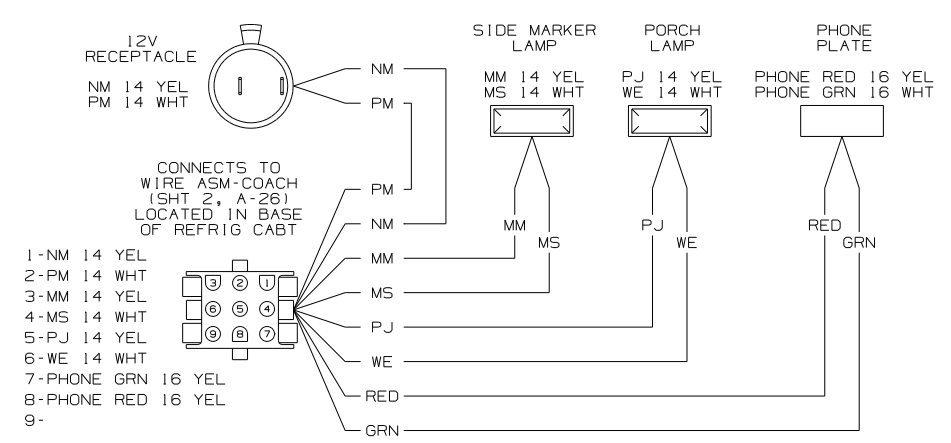 12V
RECEPTACLE
NM 14 YEL
PM 14 WHT
SIDE MARKER
LAMP
MM 14 YEL
MS 14 WHT
PORCH
LAMP
PJ 14 YEL
WE 14 WHT
PHONE
PLATE
PHONE RED 16 YEL
PHONE GRN 16 WHT
NM
PM
CONNECTS TO
WIRE ASM-COACH
(SHT 2, A-26)
LOCATED IN BASE
OF REFRIG CABT
PM
NM
MM
MS
PJ
WE
RED
GRN
MM
MS
PJ
WE
RED
GRN
1-NM 14 YEL
2-PM 14 WHT
3-MM 14 YEL
4-MS 14 WHT
5-PJ 14 YEL
6-WE 14 WHT
7-PHONE GRN 16 YEL
8-PHONE RED 16 YEL
9-
3 2 1
6 5 4
9 8 7